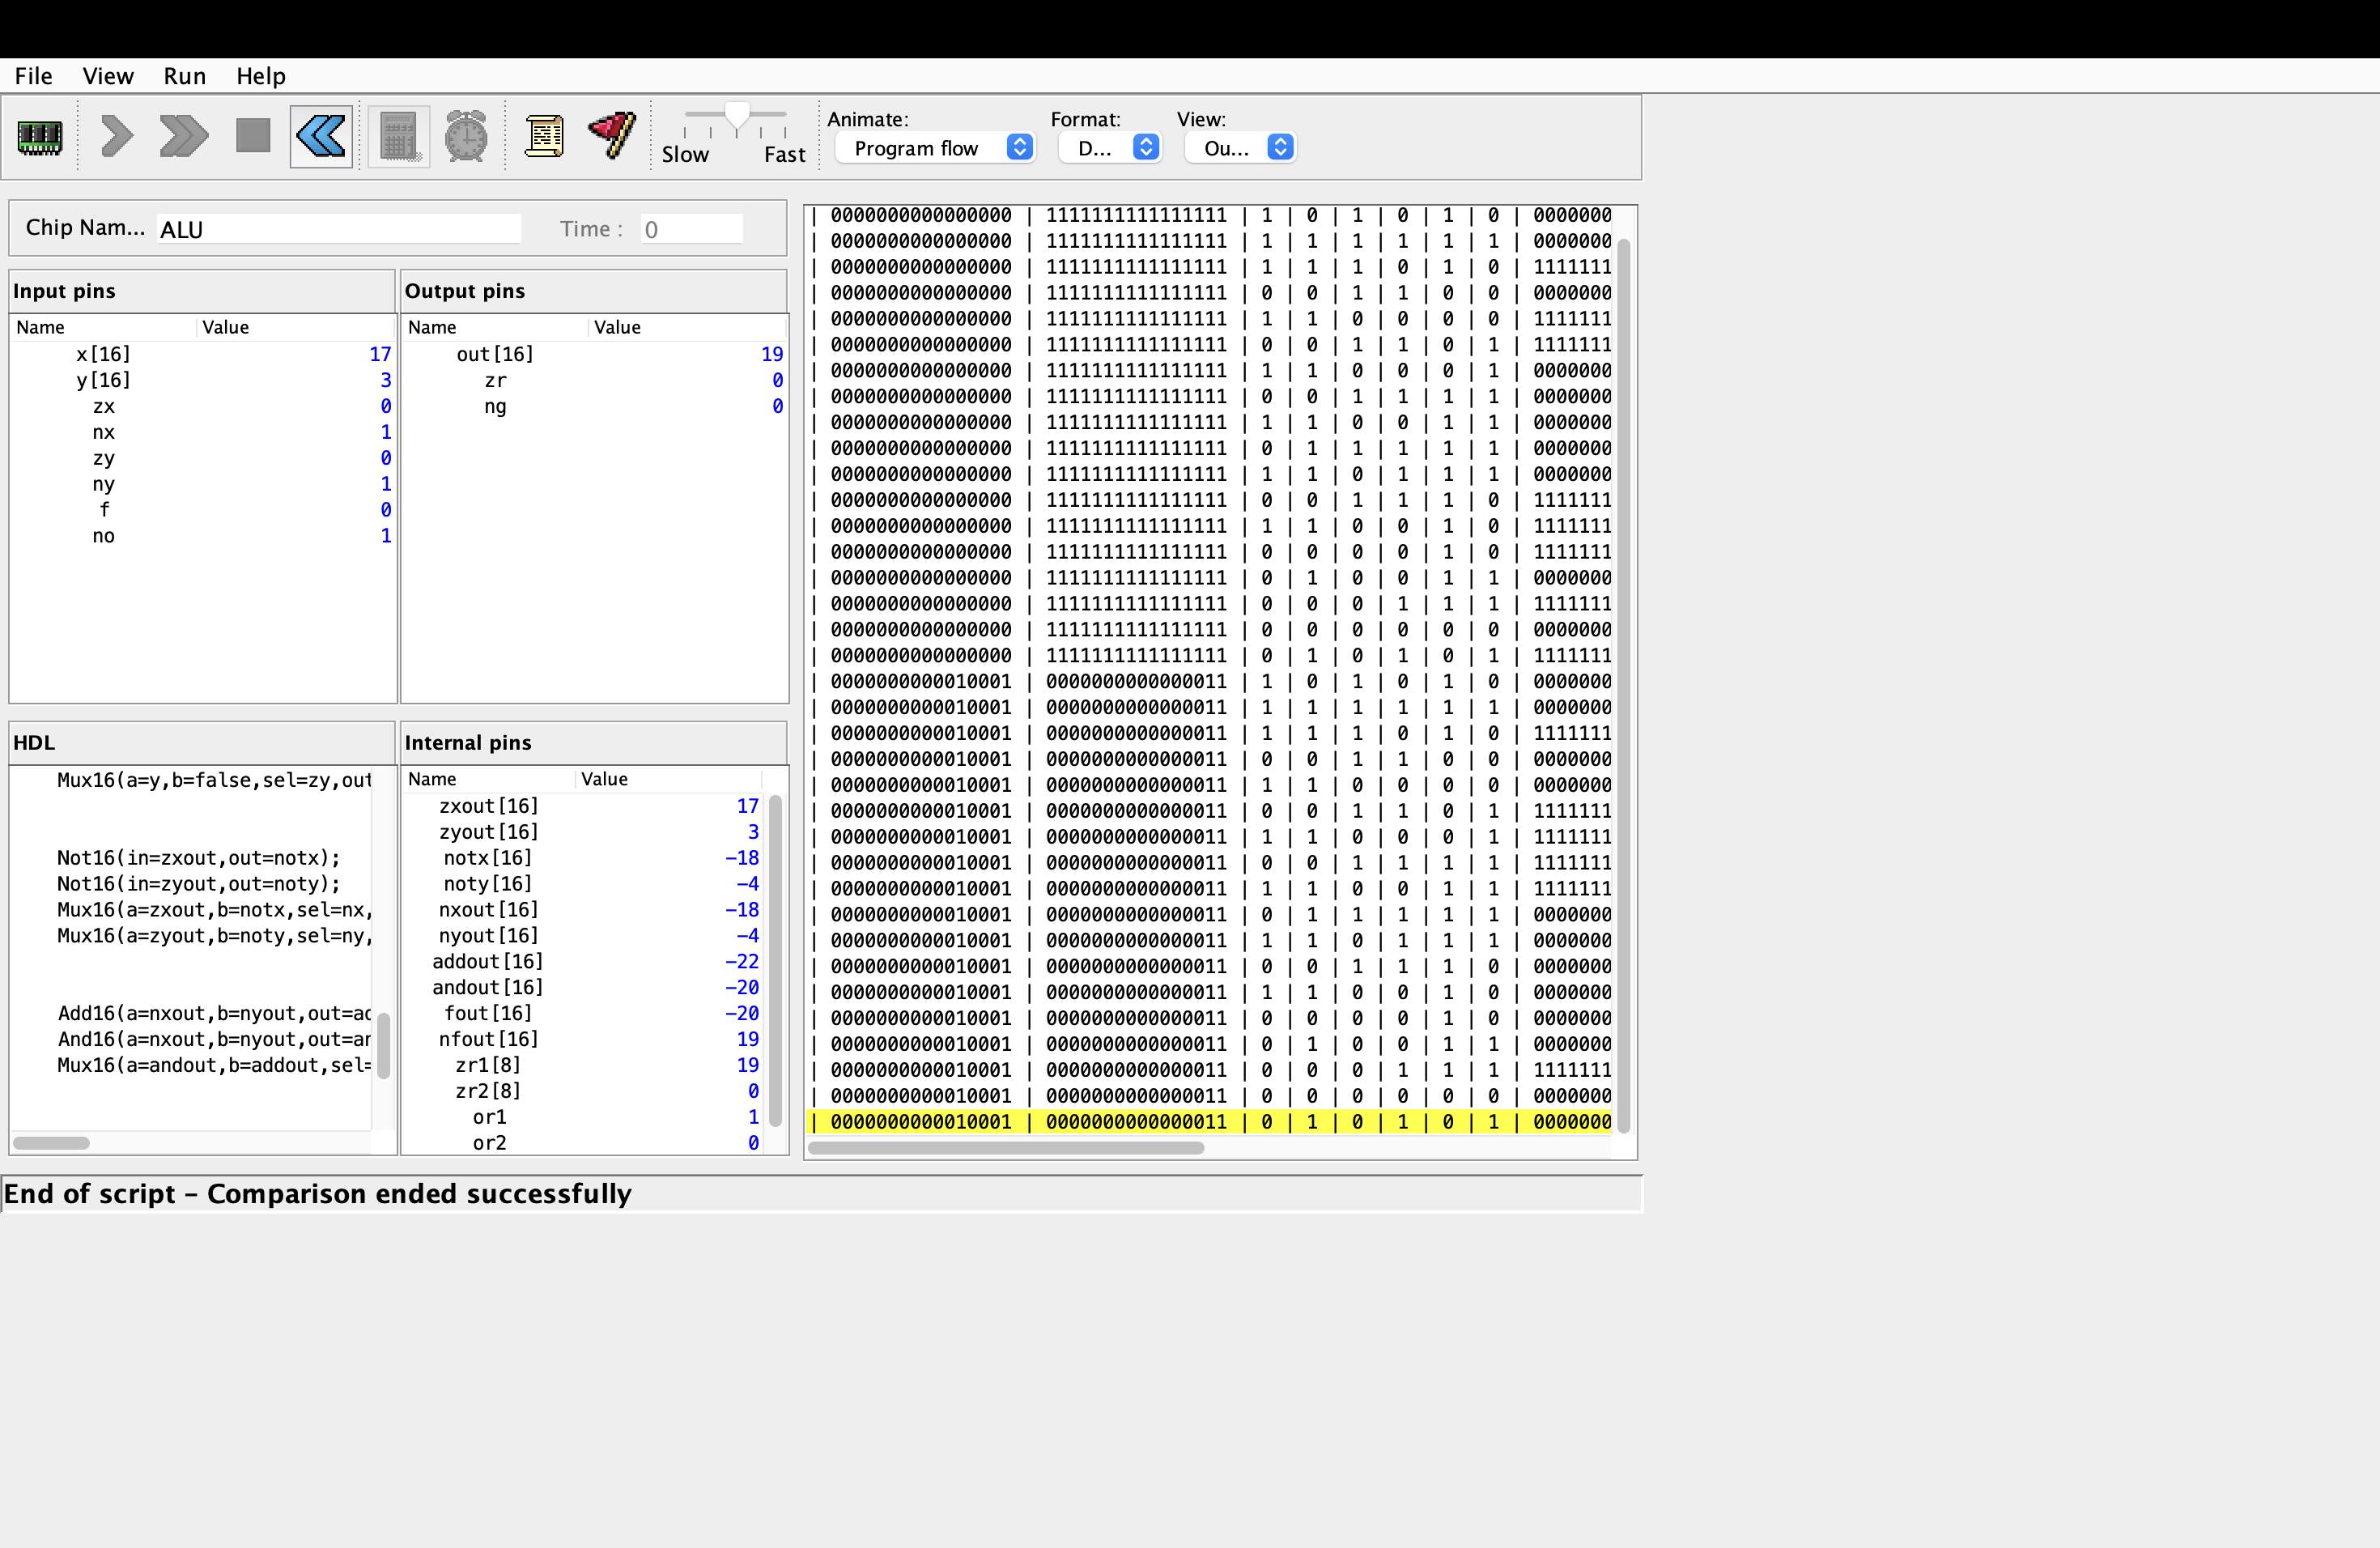 File View Run Help
Animate: Format: View:
Slow Fast Program flow D... Ou...
Chip Nam... ALU Time : 0
Input pins
Name Value
x[16] 17
y[16] 3
zx 0
nx 1
zy 0
ny 1
f 0
no 1
Output pins
Name Value
out[16] 19
zr 0
ng 0
HDL
Mux16(a=y,b=false,sel=zy,out
Not16(in=zxout,out=notx);
Not16(in=zyout,out=noty);
Mux16(a=zxout,b=notx,sel=nx,
Mux16(a=zyout,b=noty,sel=ny,
Add16(a=nxout,b=nyout,out=ad
And16(a=nxout,b=nyout,out=an
Mux16(a=andout,b=addout,sel=
Internal pins
Name Value
zxout[16] 17
zyout[16] 3
notx[16] -18
noty[16] -4
nxout[16] -18
nyout[16] -4
addout[16] -22
andout[16] -20
fout[16] -20
nfout[16] 19
zr1[8] 19
zr2[8] 0
or1 1
or2 0
| 0000000000000000 | 1111111111111111 | 1 | 0 | 1 | 0 | 1 | 0 | 0000000
| 0000000000000000 | 1111111111111111 | 1 | 1 | 1 | 1 | 1 | 1 | 0000000
| 0000000000000000 | 1111111111111111 | 1 | 1 | 1 | 0 | 1 | 0 | 1111111
| 0000000000000000 | 1111111111111111 | 0 | 0 | 1 | 1 | 0 | 0 | 0000000
| 0000000000000000 | 1111111111111111 | 1 | 1 | 0 | 0 | 0 | 0 | 1111111
| 0000000000000000 | 1111111111111111 | 0 | 0 | 1 | 1 | 0 | 1 | 1111111
| 0000000000000000 | 1111111111111111 | 1 | 1 | 0 | 0 | 0 | 1 | 0000000
| 0000000000000000 | 1111111111111111 | 0 | 0 | 1 | 1 | 1 | 1 | 0000000
| 0000000000000000 | 1111111111111111 | 1 | 1 | 0 | 0 | 1 | 1 | 0000000
| 0000000000000000 | 1111111111111111 | 0 | 1 | 1 | 1 | 1 | 1 | 0000000
| 0000000000000000 | 1111111111111111 | 1 | 1 | 0 | 1 | 1 | 1 | 0000000
| 0000000000000000 | 1111111111111111 | 0 | 0 | 1 | 1 | 1 | 0 | 1111111
| 0000000000000000 | 1111111111111111 | 1 | 1 | 0 | 0 | 1 | 0 | 1111111
| 0000000000000000 | 1111111111111111 | 0 | 0 | 0 | 0 | 1 | 0 | 1111111
| 0000000000000000 | 1111111111111111 | 0 | 1 | 0 | 0 | 1 | 1 | 0000000
| 0000000000000000 | 1111111111111111 | 0 | 0 | 0 | 1 | 1 | 1 | 1111111
| 0000000000000000 | 1111111111111111 | 0 | 0 | 0 | 0 | 0 | 0 | 0000000
| 0000000000000000 | 1111111111111111 | 0 | 1 | 0 | 1 | 0 | 1 | 1111111
| 0000000000010001 | 0000000000000011 | 1 | 0 | 1 | 0 | 1 | 0 | 0000000
| 0000000000010001 | 0000000000000011 | 1 | 1 | 1 | 1 | 1 | 1 | 0000000
| 0000000000010001 | 0000000000000011 | 1 | 1 | 1 | 0 | 1 | 0 | 1111111
| 0000000000010001 | 0000000000000011 | 0 | 0 | 1 | 1 | 0 | 0 | 0000000
| 0000000000010001 | 0000000000000011 | 1 | 1 | 0 | 0 | 0 | 0 | 0000000
| 0000000000010001 | 0000000000000011 | 0 | 0 | 1 | 1 | 0 | 1 | 1111111
| 0000000000010001 | 0000000000000011 | 1 | 1 | 0 | 0 | 0 | 1 | 1111111
| 0000000000010001 | 0000000000000011 | 0 | 0 | 1 | 1 | 1 | 1 | 1111111
| 0000000000010001 | 0000000000000011 | 1 | 1 | 0 | 0 | 1 | 1 | 1111111
| 0000000000010001 | 0000000000000011 | 0 | 1 | 1 | 1 | 1 | 1 | 0000000
| 0000000000010001 | 0000000000000011 | 1 | 1 | 0 | 1 | 1 | 1 | 0000000
| 0000000000010001 | 0000000000000011 | 0 | 0 | 1 | 1 | 1 | 0 | 0000000
| 0000000000010001 | 0000000000000011 | 1 | 1 | 0 | 0 | 1 | 0 | 0000000
| 0000000000010001 | 0000000000000011 | 0 | 0 | 0 | 0 | 1 | 0 | 0000000
| 0000000000010001 | 0000000000000011 | 0 | 1 | 0 | 0 | 1 | 1 | 0000000
| 0000000000010001 | 0000000000000011 | 0 | 0 | 0 | 1 | 1 | 1 | 1111111
| 0000000000010001 | 0000000000000011 | 0 | 0 | 0 | 0 | 0 | 0 | 0000000
| 0000000000010001 | 0000000000000011 | 0 | 1 | 0 | 1 | 0 | 1 | 0000000
End of script – Comparison ended successfully